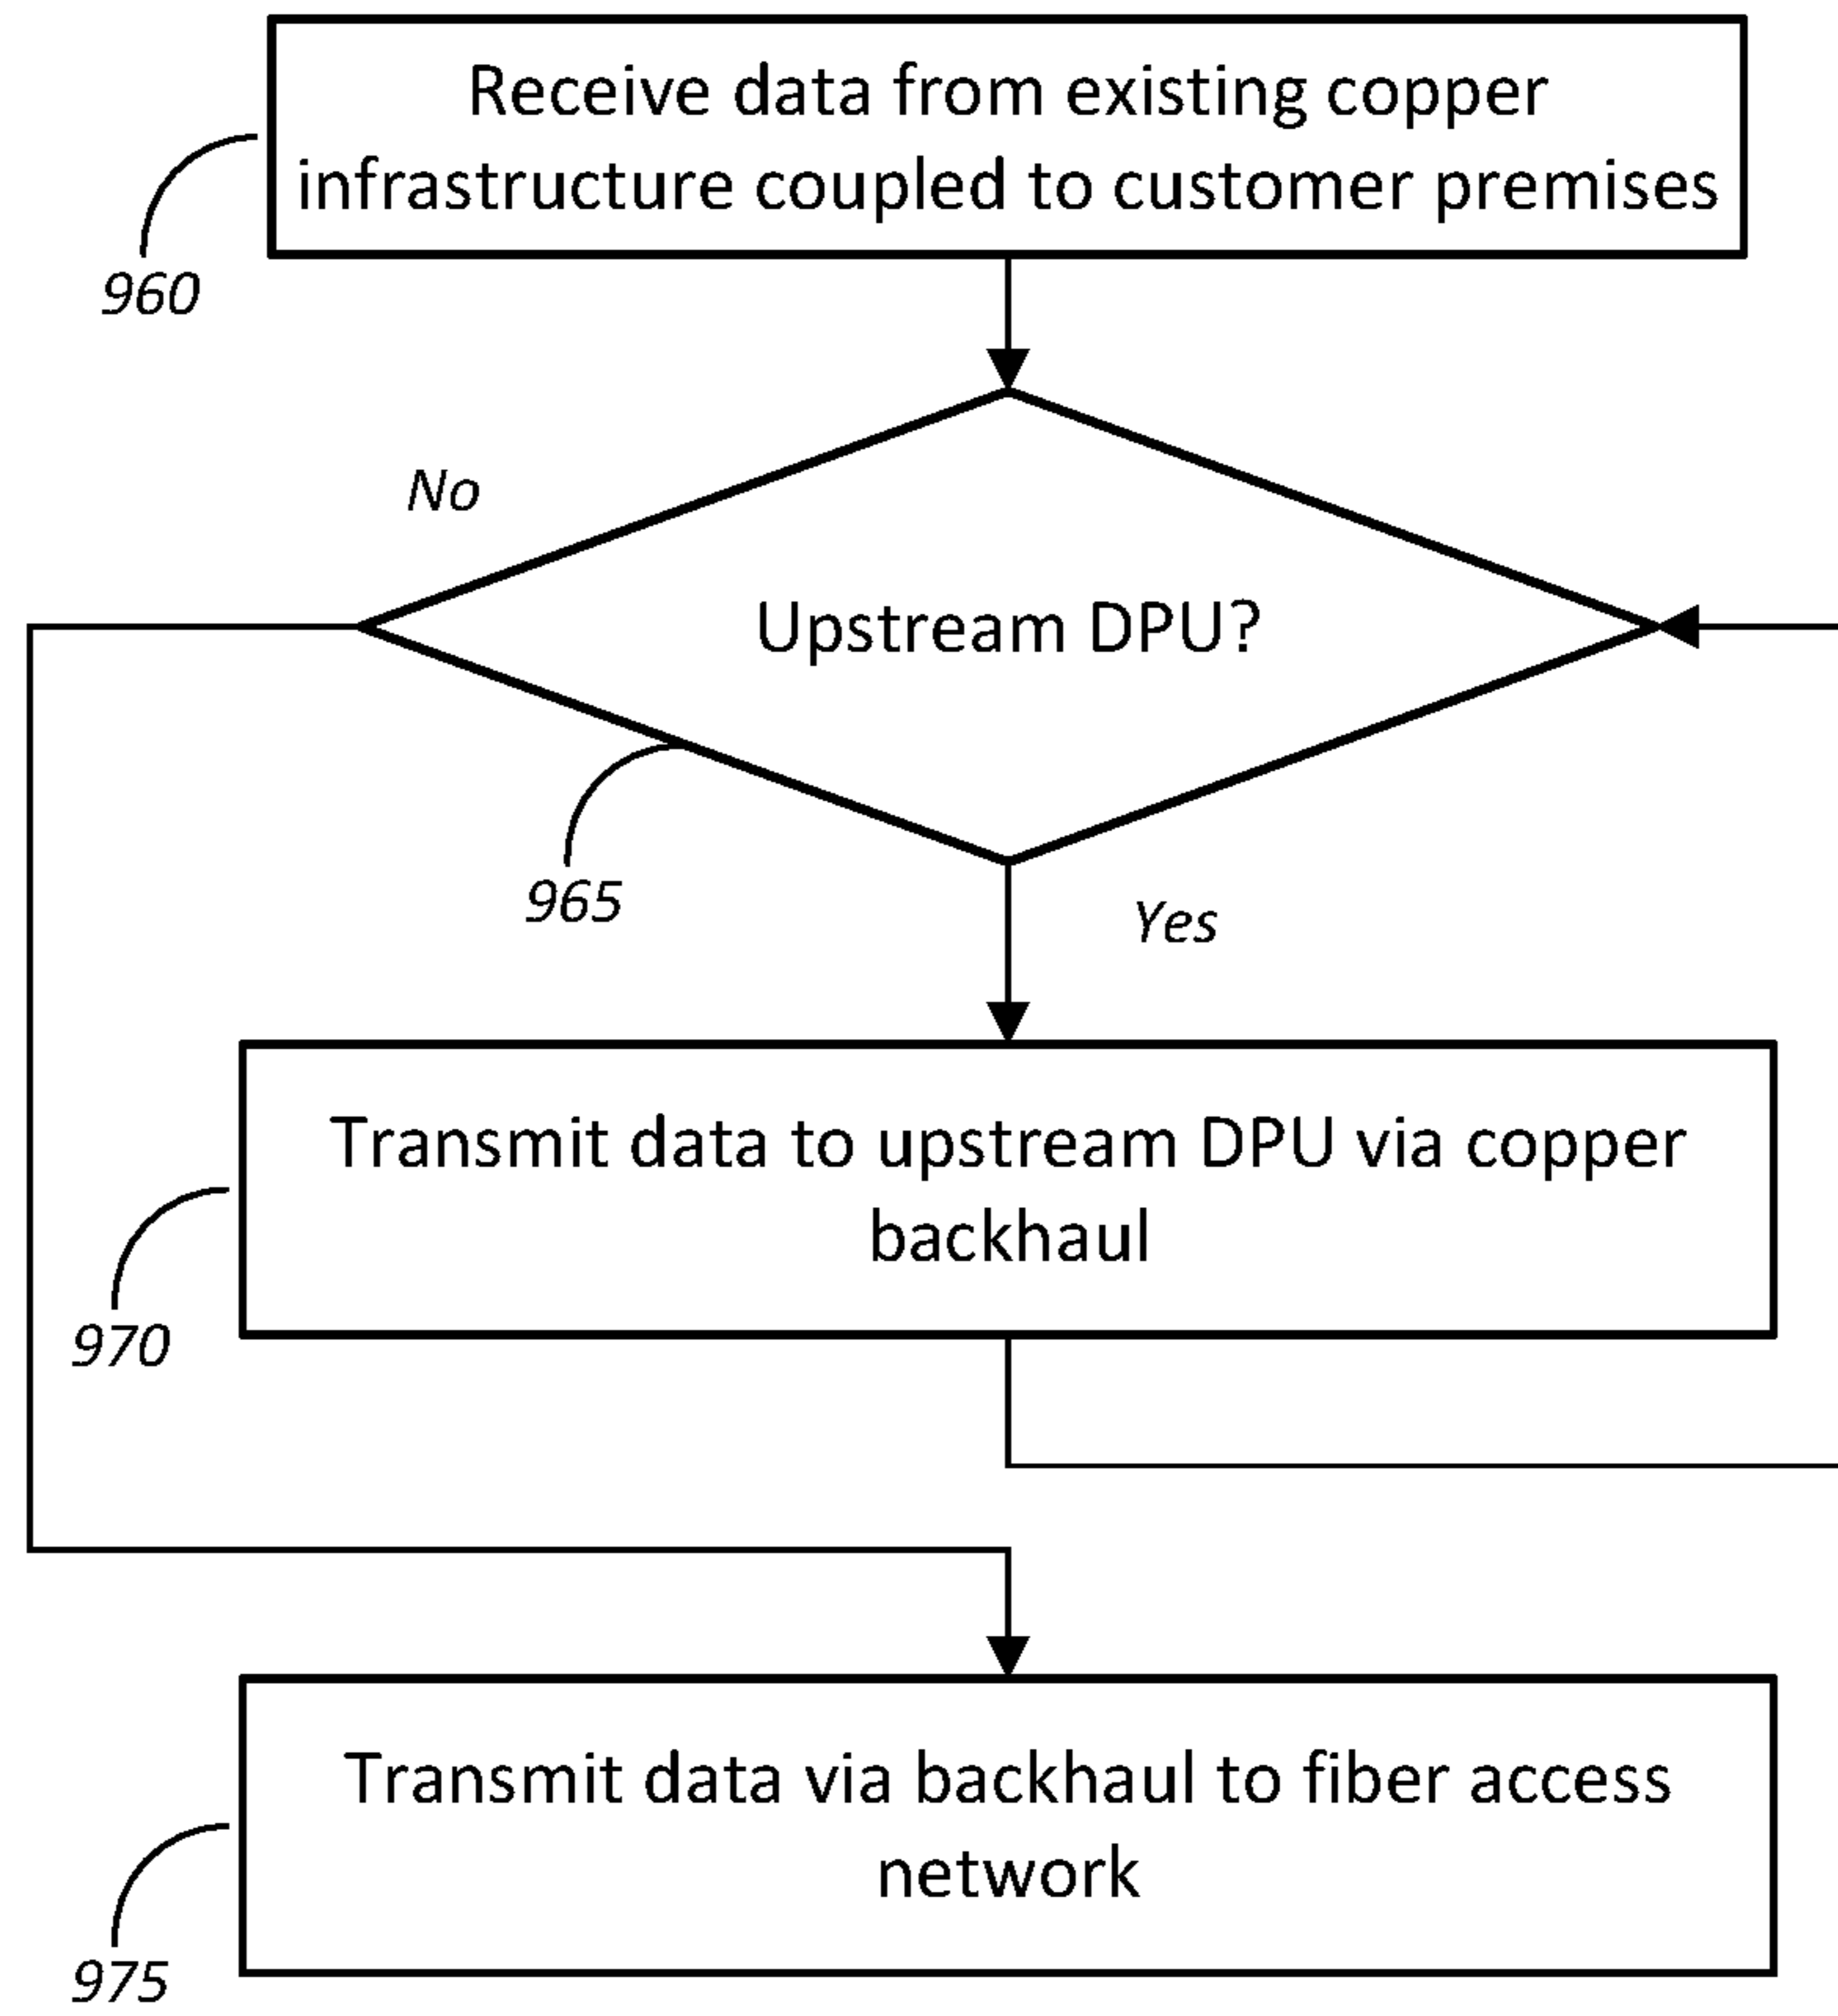 Receive data from existing copper
infrastructure coupled to customer premises
960
No
Upstream DPU?
965
Yes
Transmit data to upstream DPU via copper
backhaul
970
Transmit data via backhaul to fiber access
network
975